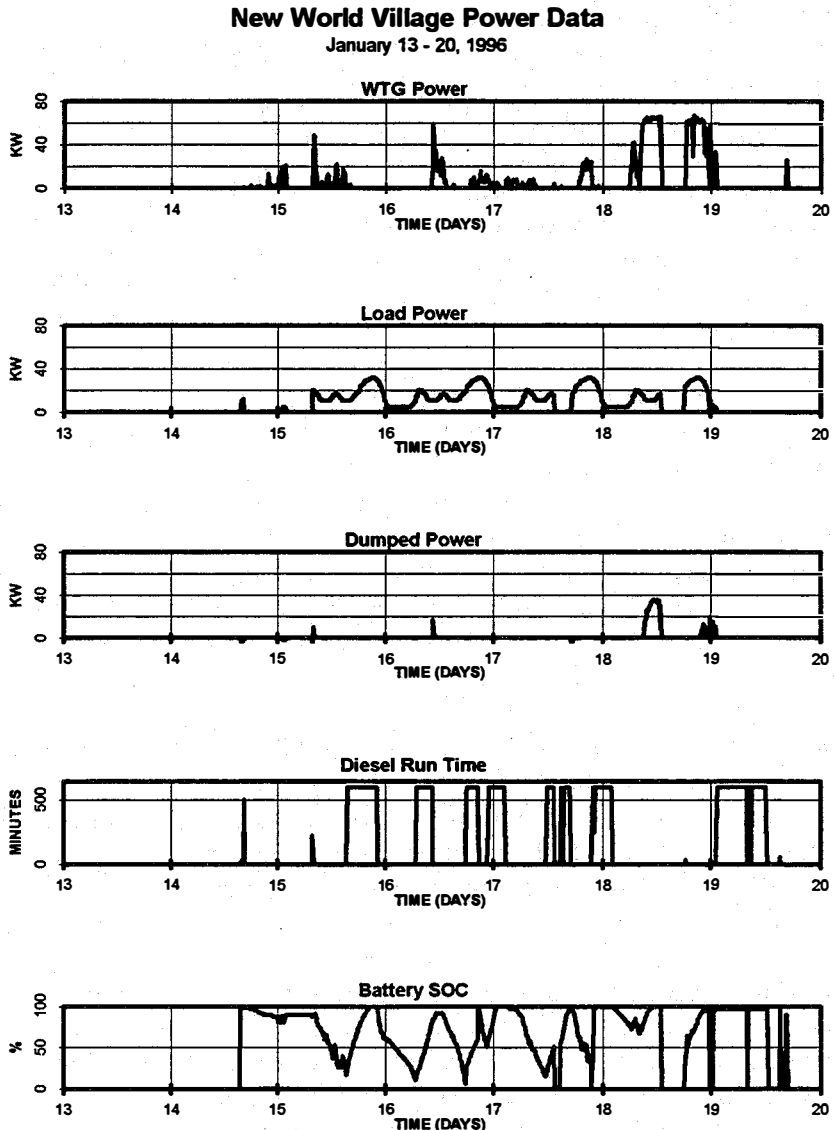 New World Village Power Data
January 13 - 20, 1996
WTG Power
80
40
0
KW
13 14 15 16 17 18 19 20
TIME (DAYS)
Load Power
80
40
0
KW
13 14 15 16 17 18 19 20
TIME (DAYS)
Dumped Power
80
40
0
KW
13 14 15 16 17 18 19 20
TIME (DAYS)
Diesel Run Time
500
0
MINUTES
13 14 15 16 17 18 19 20
TIME (DAYS)
Battery SOC
100
50
0
%
13 14 15 16 17 18 19 20
TIME (DAYS)